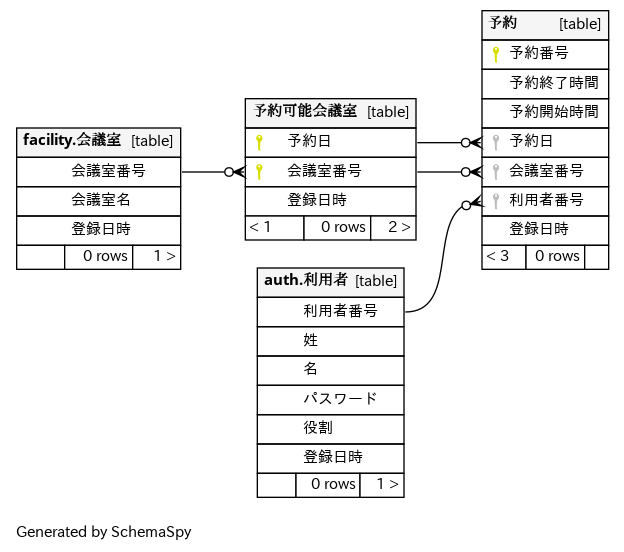 予約 [table]
予約番号
予約終了時間
予約開始時間
予約日
会議室番号
利用者番号
登録日時
< 3 0 rows
予約可能会議室 [table]
予約日
会議室番号
登録日時
< 1 0 rows 2 >
facility.会議室 [table]
会議室番号
会議室名
登録日時
0 rows 1 >
auth.利用者 [table]
利用者番号
姓
名
パスワード
役割
登録日時
0 rows 1 >
Generated by SchemaSpy